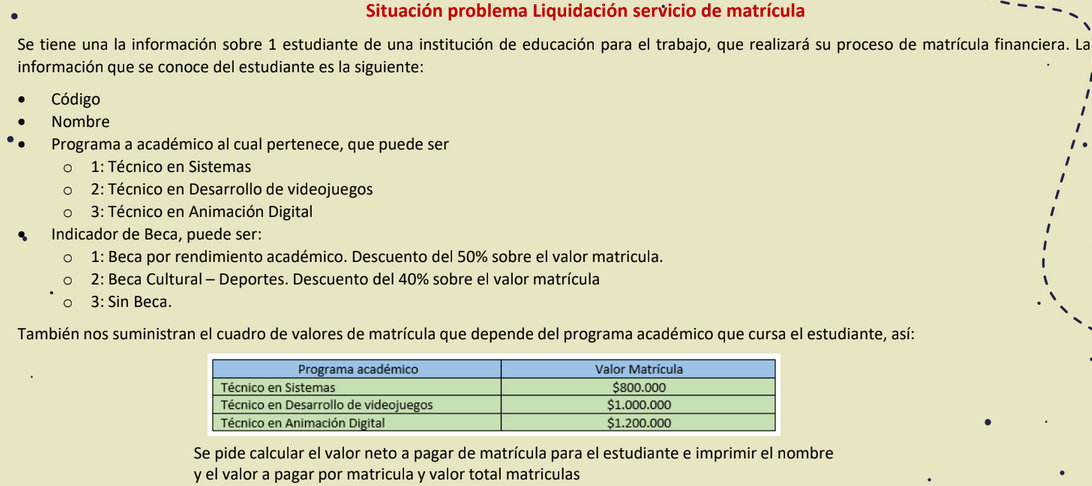 Situación problema Liquidación servicio de matrícula
Se tiene una la información sobre 1 estudiante de una institución de educación para el trabajo, que realizará su proceso de matrícula financiera. La
información que se conoce del estudiante es la siguiente:
• Código
• Nombre
• Programa a académico al cual pertenece, que puede ser
o 1: Técnico en Sistemas
o 2: Técnico en Desarrollo de videojuegos
o 3: Técnico en Animación Digital
• Indicador de Beca, puede ser:
o 1: Beca por rendimiento académico. Descuento del 50% sobre el valor matricula.
o 2: Beca Cultural – Deportes. Descuento del 40% sobre el valor matrícula
o 3: Sin Beca.
También nos suministran el cuadro de valores de matrícula que depende del programa académico que cursa el estudiante, así:
Programa académico Valor Matrícula
Técnico en Sistemas $800.000
Técnico en Desarrollo de videojuegos $1.000.000
Técnico en Animación Digital $1.200.000
Se pide calcular el valor neto a pagar de matrícula para el estudiante e imprimir el nombre
y el valor a pagar por matricula y valor total matriculas